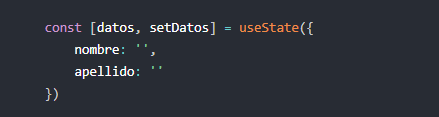 const [datos, setDatos] = useState({
    nombre: '',
    apellido: ''
})